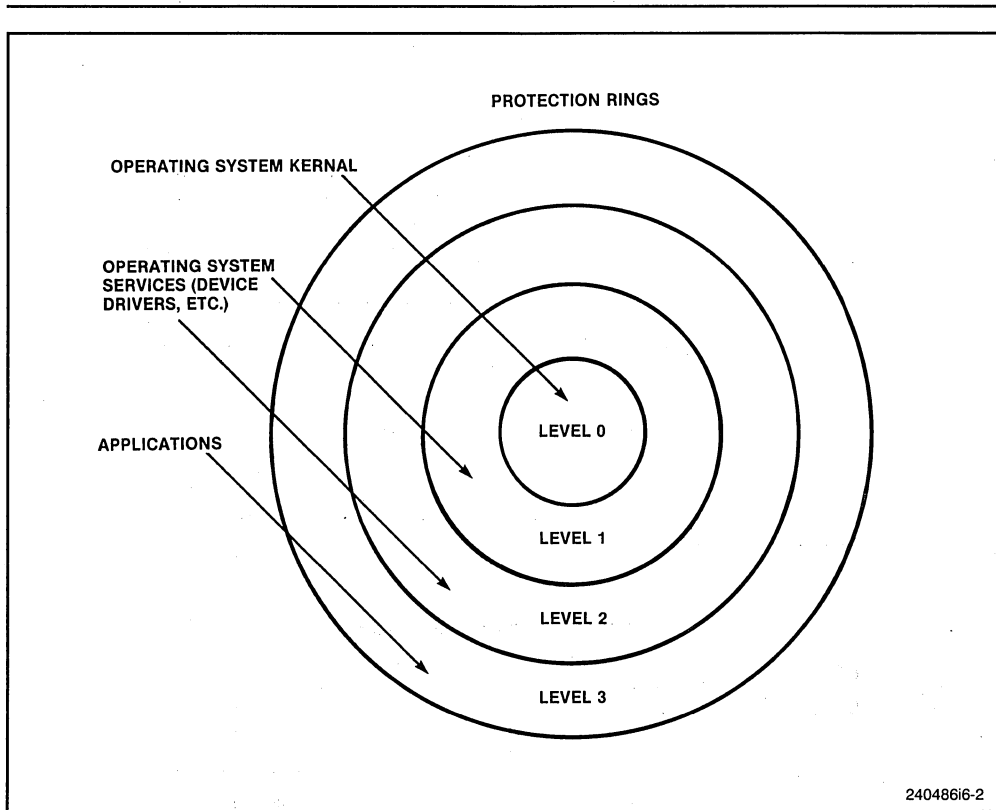 PROTECTION RINGS
OPERATING SYSTEM KERNAL
OPERATING SYSTEM
SERVICES (DEVICE
DRIVERS, ETC.)
APPLICATIONS
LEVEL 0
LEVEL 1
LEVEL 2
LEVEL 3
240486i6-2